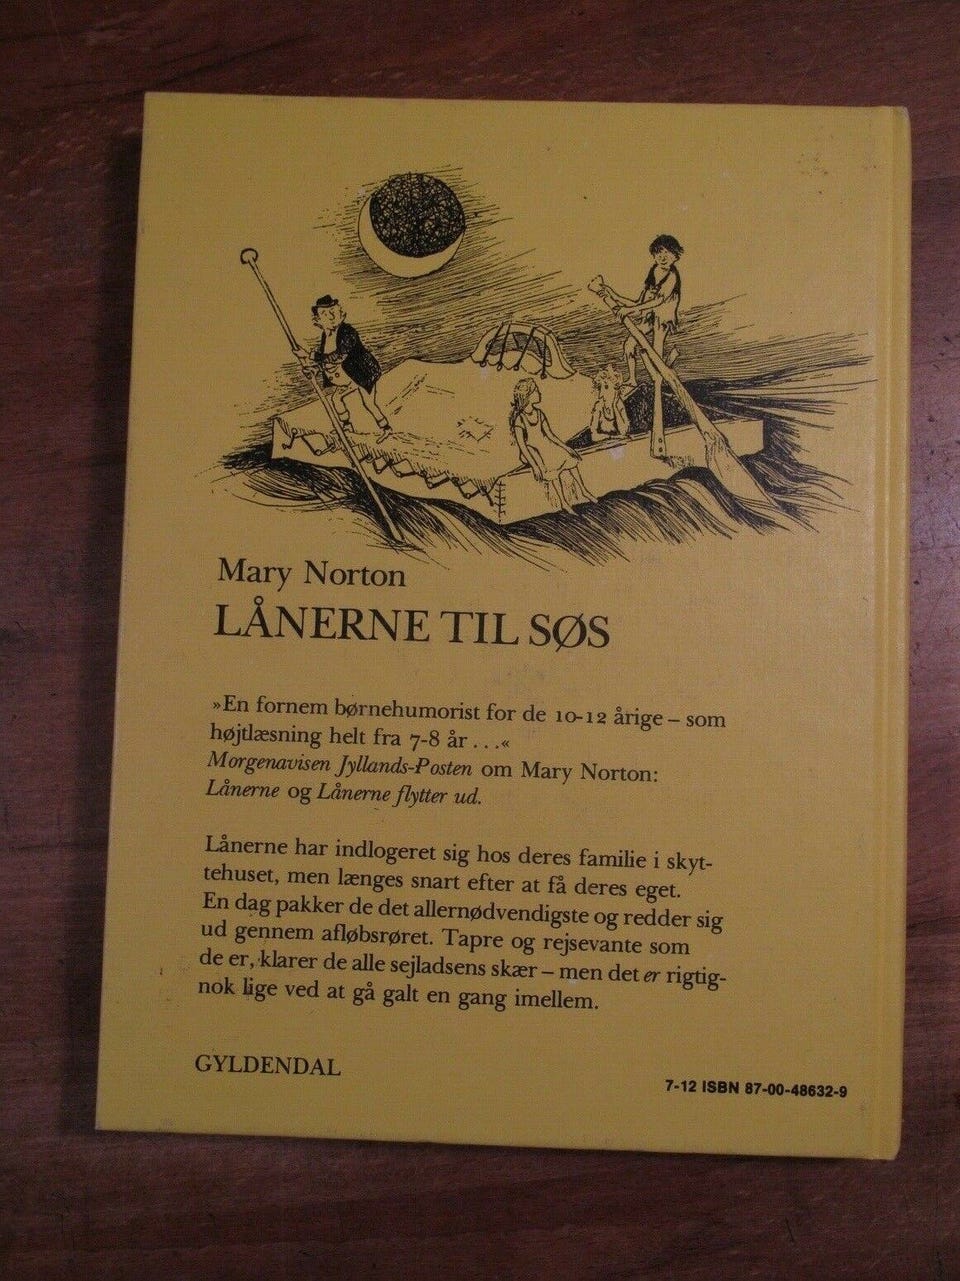 Mary Norton
LÅNERNE TIL SØS
»En fornem børnehumorist for de 10-12 årige – som
højtlæsning helt fra 7-8 år . . .«
Morgenavisen Jyllands-Posten om Mary Norton:
Lånerne og Lånerne flytter ud.
Lånerne har indlogeret sig hos deres familie i skyt-
tehuset, men længes snart efter at få deres eget.
En dag pakker de det allernødvendigste og redder sig
ud gennem afløbsrøret. Tapre og rejsevante som
de er, klarer de alle sejladsens skær – men det er rigtig-
nok lige ved at gå galt en gang imellem.
GYLDENDAL
7-12 ISBN 87-00-48632-9